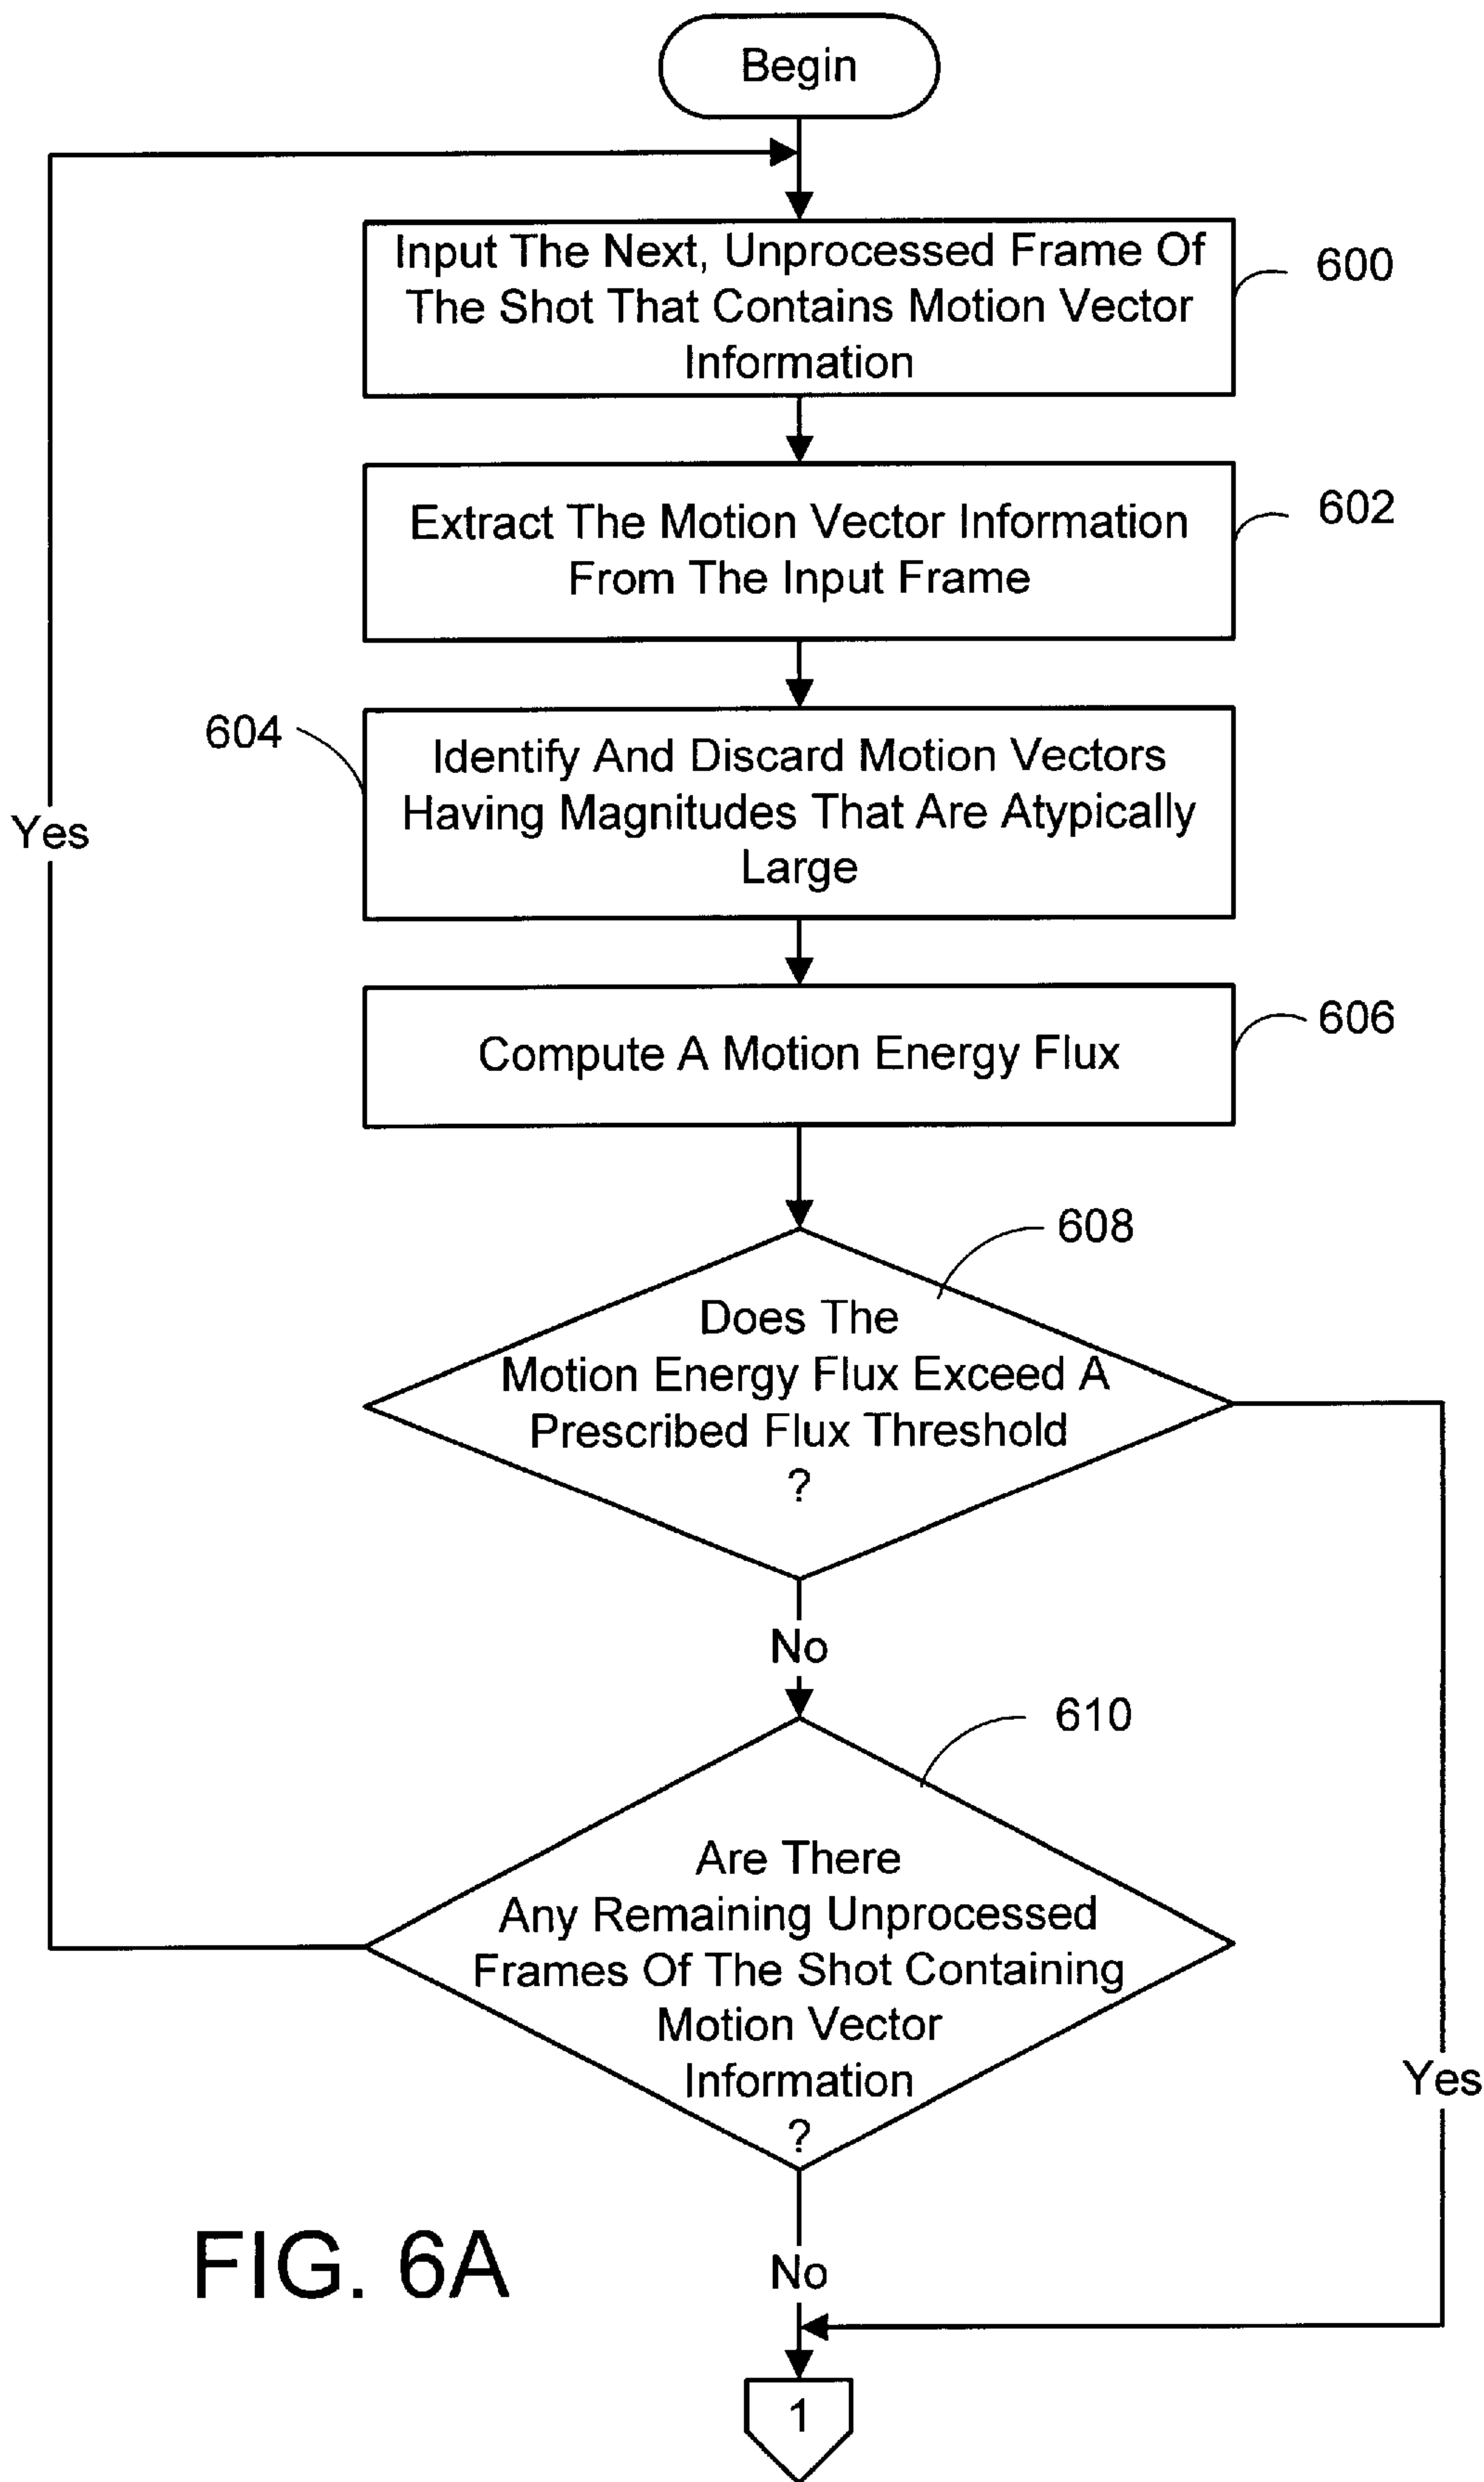 Begin
Input The Next, Unprocessed Frame Of
The Shot That Contains Motion Vector
Information
600
Extract The Motion Vector Information
From The Input Frame
602
604
Identify And Discard Motion Vectors
Having Magnitudes That Are Atypically
Large
Yes
Compute A Motion Energy Flux
606
608
Does The
Motion Energy Flux Exceed A
Prescribed Flux Threshold
?
No
610
Are There
Any Remaining Unprocessed
Frames Of The Shot Containing
Motion Vector
Information
?
Yes
No
FIG. 6A
1